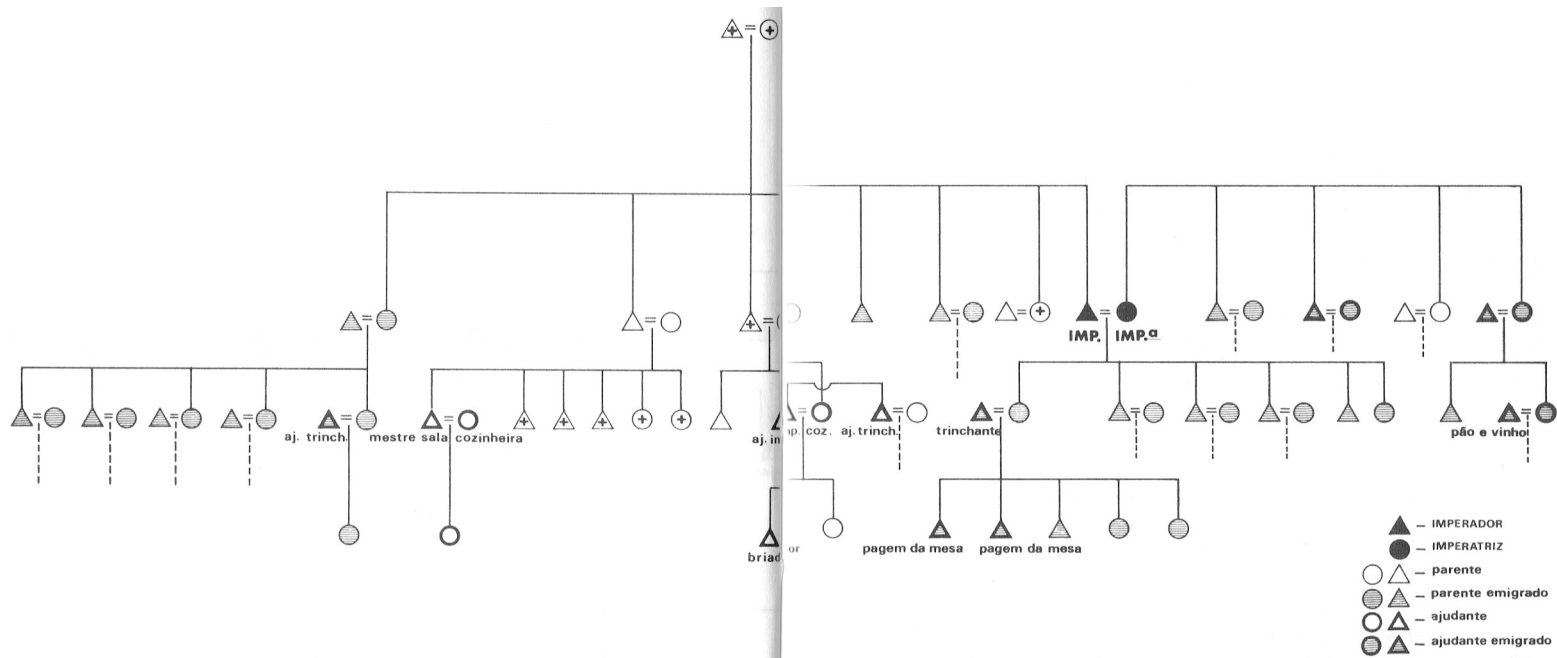 IMP. IMP.ª
aj. trinch. mestre sala cozinheira
coz. aj. trinch. trinchante pão e vinho
pagem da mesa pagem da mesa
IMPERADOR
IMPERATRIZ
parente
parente emigrado
ajudante
ajudante emigrado